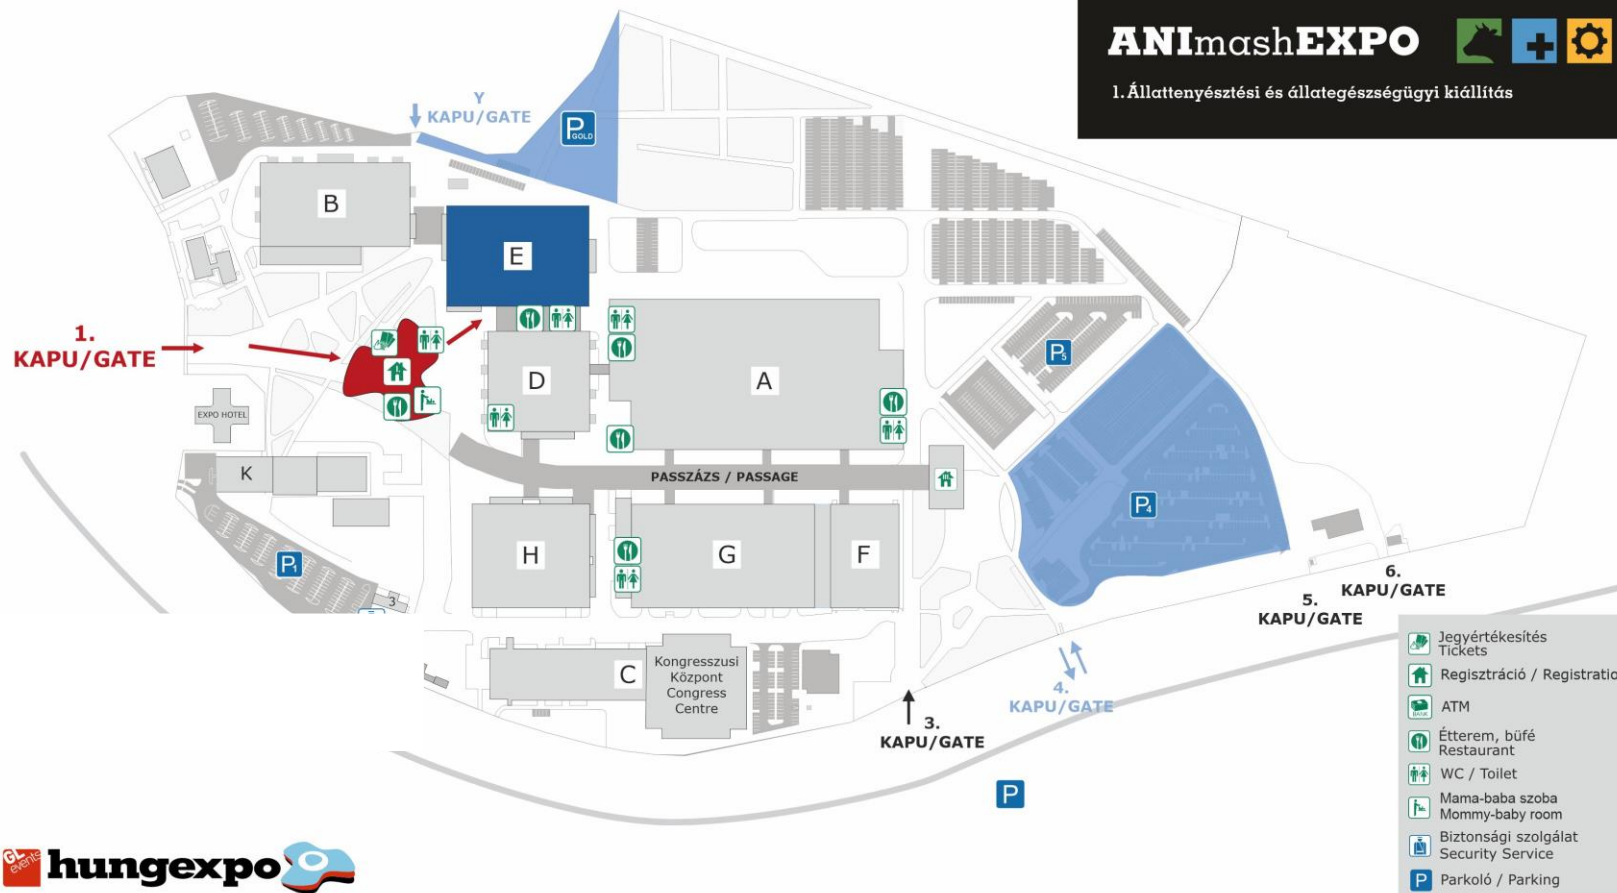 ANImashEXPO
1. Állattenyésztési és állategészségügyi kiállítás
Y
KAPU/GATE
P
GOLD
B
E
1.
KAPU/GATE
D
A
P5
EXPO HOTEL
K
PASSZÁZS / PASSAGE
P4
H
G
F
P1
3
6.
KAPU/GATE
5.
KAPU/GATE
C
Kongresszusi
Központ
Congress
Centre
4.
KAPU/GATE
3.
KAPU/GATE
P
Jegyértékesítés
Tickets
Regisztráció / Registratio
BANK
ATM
Étterem, büfé
Restaurant
WC / Toilet
Mama-baba szoba
Mommy-baby room
Biztonsági szolgálat
Security Service
P
Parkoló / Parking
GL
events
hungexpo